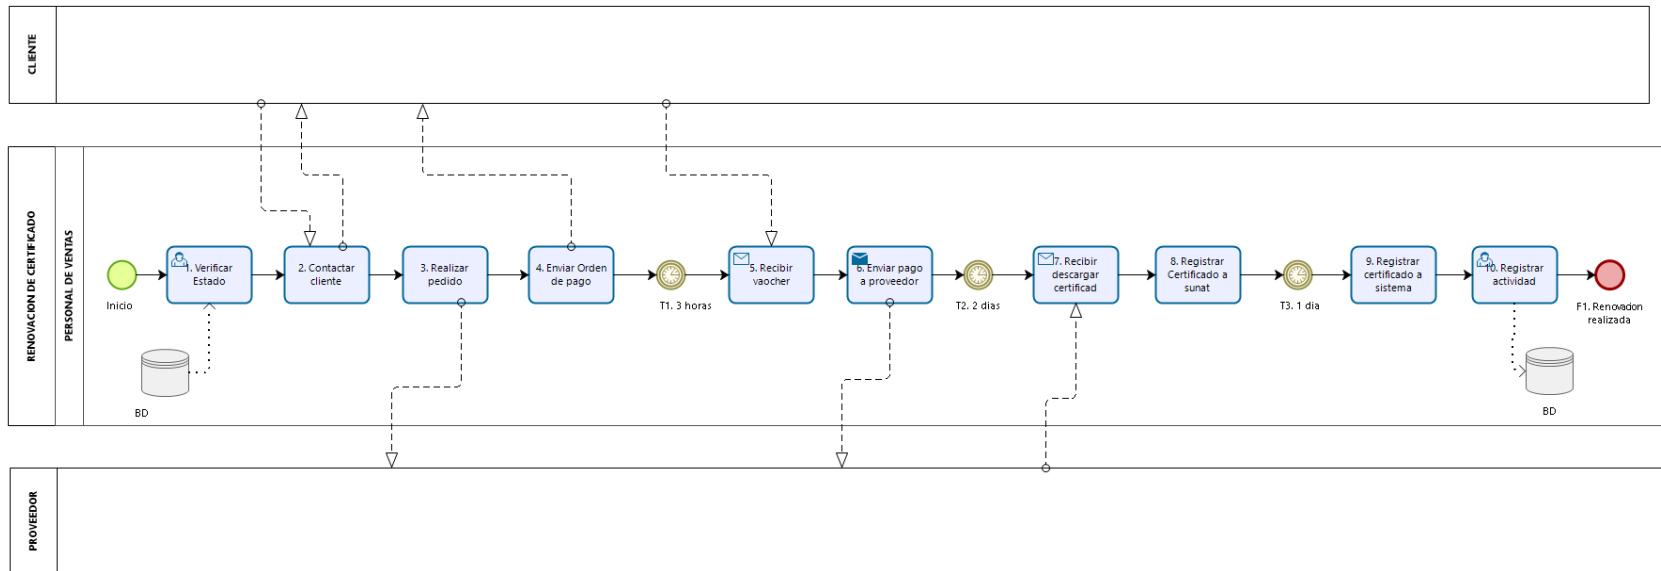 CLIENTE
RENOVACION DE CERTIFICADO
PERSONAL DE VENTAS
Inicio
1. Verificar
Estado
2. Contactar
cliente
3. Realizar
pedido
4. Enviar Orden
de pago
T1. 3 horas
5. Recibir
vaocher
6. Enviar pago
a proveedor
T2. 2 dias
7. Recibir
descargar
certificad
8. Registrar
Certificado a
sunat
T3. 1 dia
9. Registrar
certificado a
sistema
10. Registrar
actividad
F1. Renovacion
realizada
BD
BD
PROVEEDOR